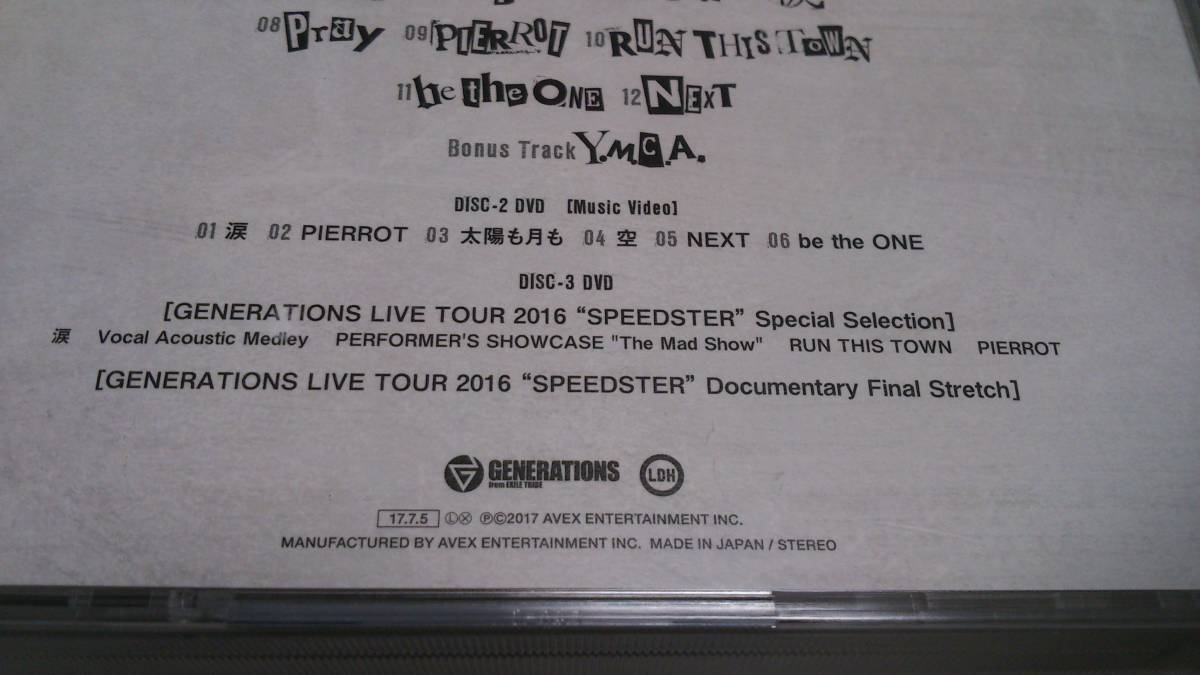 08 Pray 09 PIERROT 10 RUN THIS TOWN
11 be the ONE 12 NEXT
Bonus Track Y.M.C.A.
DISC-2 DVD [Music Video]
01 涙 02 PIERROT 03 太陽も月も 04 空 05 NEXT 06 be the ONE
DISC-3 DVD
[GENERATIONS LIVE TOUR 2016 “SPEEDSTER” Special Selection]
涙 Vocal Acoustic Medley PERFORMER'S SHOWCASE "The Mad Show" RUN THIS TOWN PIERROT
[GENERATIONS LIVE TOUR 2016 “SPEEDSTER” Documentary Final Stretch]
GENERATIONS LDH
from EXILE TRIBE
17.7.5 Ⓛ Ⓧ ℗©2017 AVEX ENTERTAINMENT INC.
MANUFACTURED BY AVEX ENTERTAINMENT INC. MADE IN JAPAN / STEREO